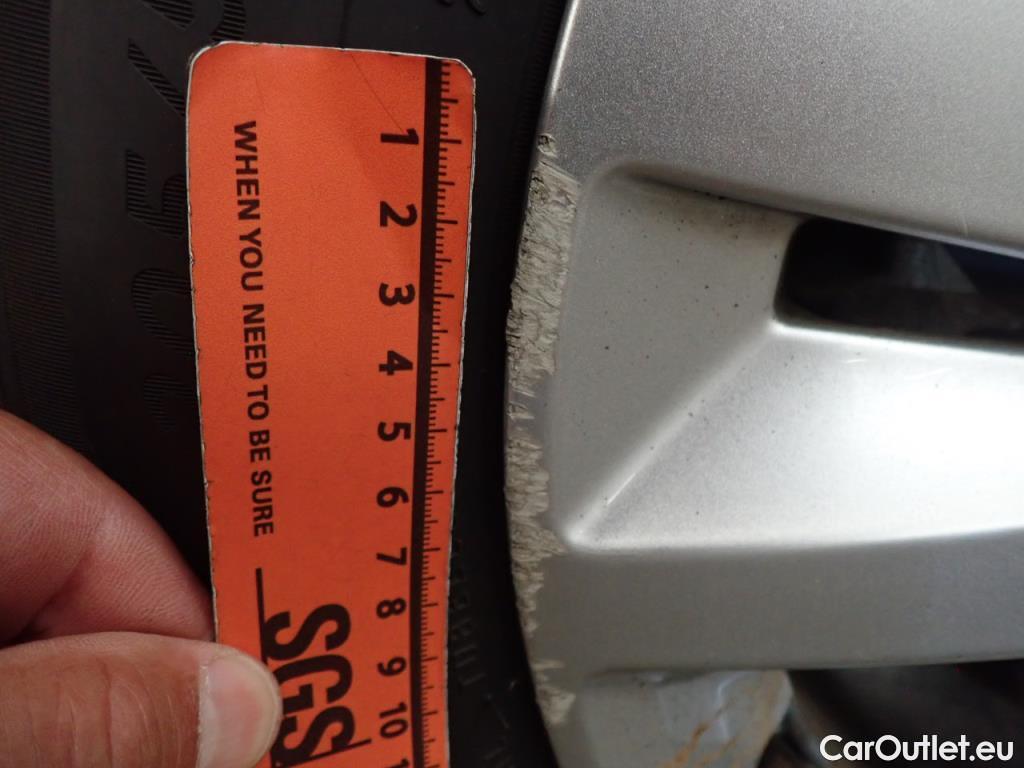 WHEN YOU NEED TO BE SURE
SGS
1 2 3 4 5 6 7 8 9 10
CarOutlet.eu